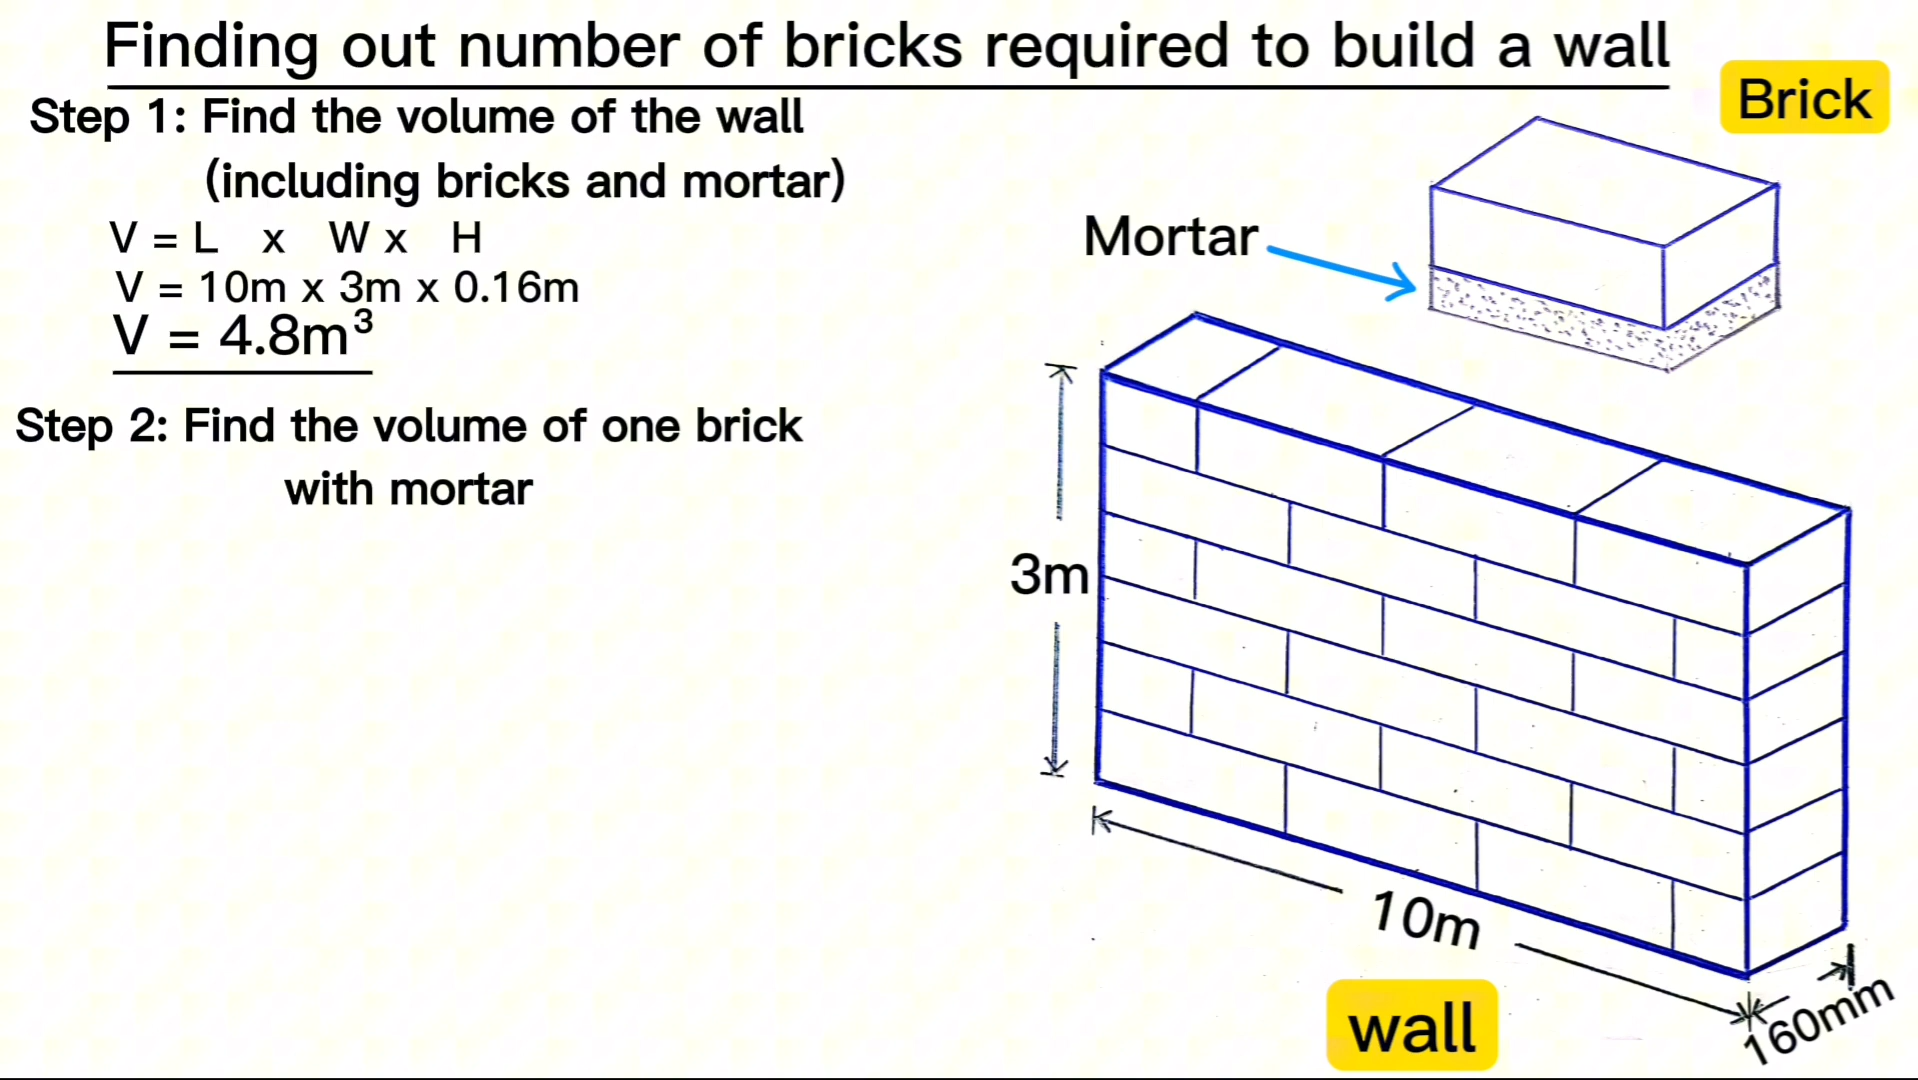 Finding out number of bricks required to build a wall
Brick
Step 1: Find the volume of the wall
(including bricks and mortar)
V = L x W x H
V = 10m x 3m x 0.16m
V = 4.8m³
Mortar
Step 2: Find the volume of one brick
with mortar
3m
10m
160mm
wall